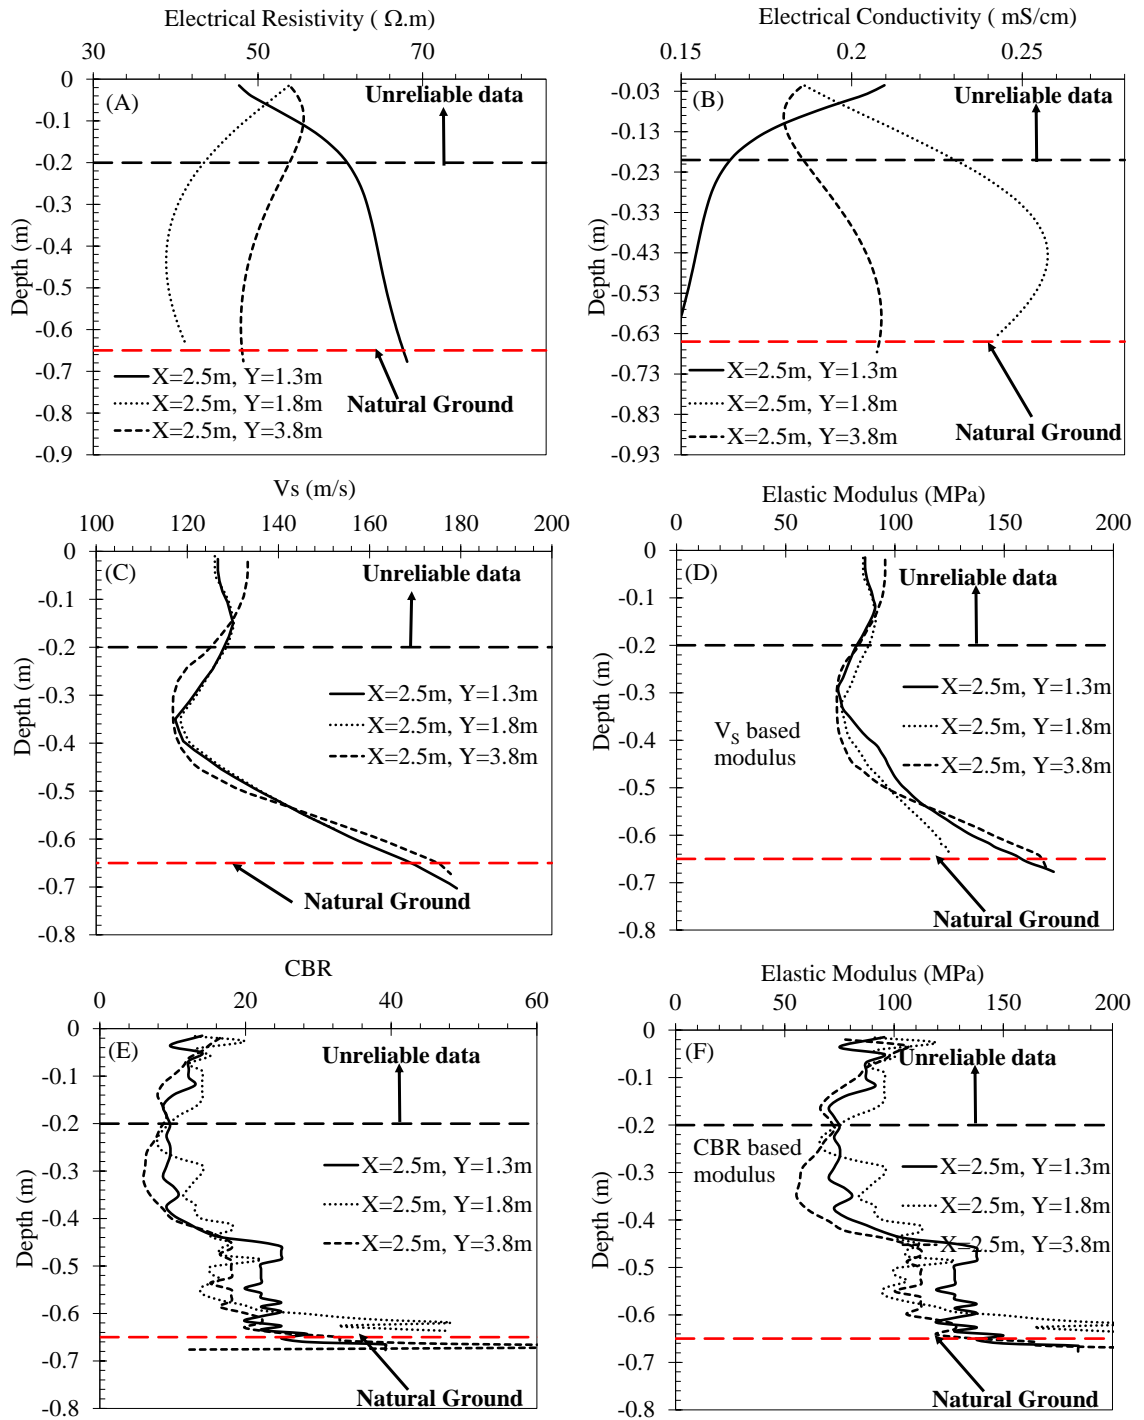 Electrical Resistivity ( Ω.m)
30 50 70
0
-0.1
-0.2
-0.3
-0.4
-0.5
-0.6
-0.7
-0.8
-0.9
Depth (m)
(A)
Unreliable data
X=2.5m, Y=1.3m
X=2.5m, Y=1.8m
X=2.5m, Y=3.8m
Natural Ground
Electrical Conductivity ( mS/cm)
0.15 0.2 0.25
-0.03
-0.13
-0.23
-0.33
-0.43
-0.53
-0.63
-0.73
-0.83
-0.93
Depth (m)
(B)
Unreliable data
X=2.5m, Y=1.3m
X=2.5m, Y=1.8m
X=2.5m, Y=3.8m
Natural Ground
Vs (m/s)
100 120 140 160 180 200
0
-0.1
-0.2
-0.3
-0.4
-0.5
-0.6
-0.7
-0.8
Depth (m)
(C)
Unreliable data
X=2.5m, Y=1.3m
X=2.5m, Y=1.8m
X=2.5m, Y=3.8m
Natural Ground
Elastic Modulus (MPa)
0 50 100 150 200
0
-0.1
-0.2
-0.3
-0.4
-0.5
-0.6
-0.7
-0.8
Depth (m)
(D)
Unreliable data
X=2.5m, Y=1.3m
X=2.5m, Y=1.8m
X=2.5m, Y=3.8m
VS based
modulus
Natural Ground
CBR
0 20 40 60
0
-0.1
-0.2
-0.3
-0.4
-0.5
-0.6
-0.7
-0.8
Depth (m)
(E)
Unreliable data
X=2.5m, Y=1.3m
X=2.5m, Y=1.8m
X=2.5m, Y=3.8m
Natural Ground
Elastic Modulus (MPa)
0 50 100 150 200
0
-0.1
-0.2
-0.3
-0.4
-0.5
-0.6
-0.7
-0.8
Depth (m)
(F)
Unreliable data
CBR based
modulus
X=2.5m, Y=1.3m
X=2.5m, Y=1.8m
X=2.5m, Y=3.8m
Natural Ground